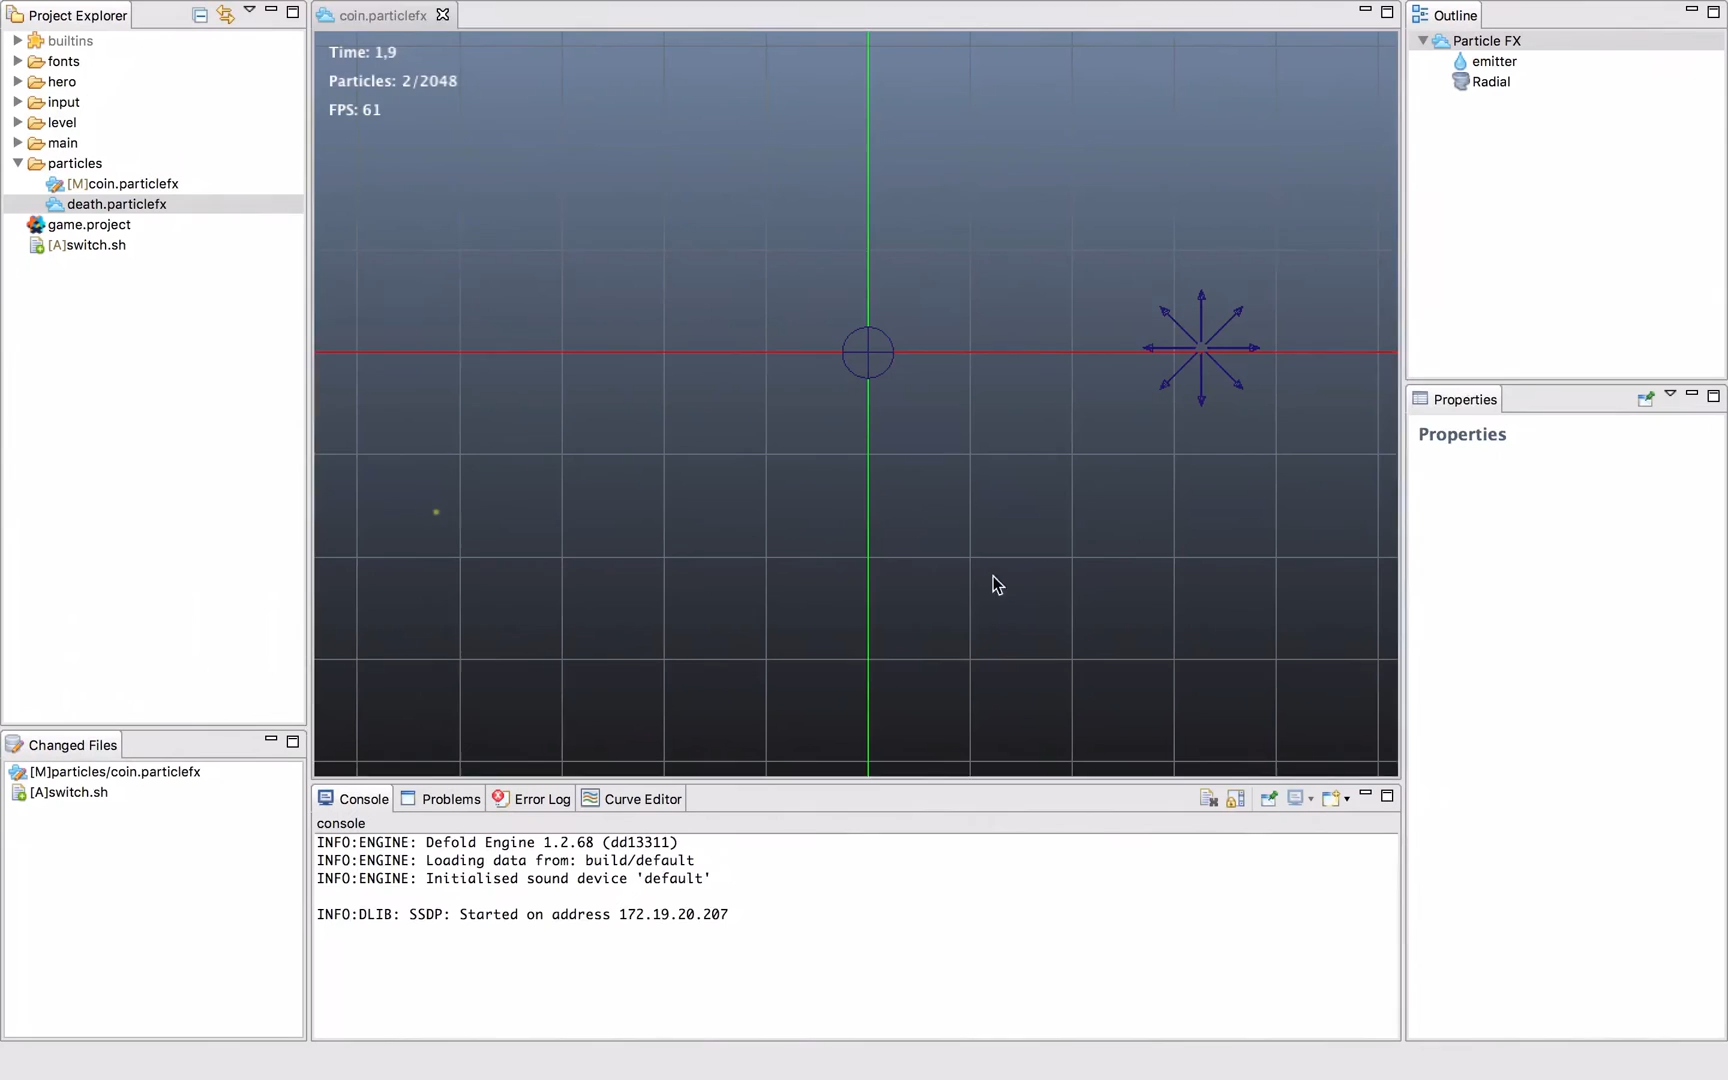 Project Explorer
builtins
fonts
hero
input
level
main
particles
[M]coin.particlefx
death.particlefx
game.project
[A]switch.sh
Changed Files
[M]particles/coin.particlefx
[A]switch.sh
coin.particlefx
Time: 1,9
Particles: 2/2048
FPS: 61
Console
Problems
Error Log
Curve Editor
console
INFO:ENGINE: Defold Engine 1.2.68 (dd13311)
INFO:ENGINE: Loading data from: build/default
INFO:ENGINE: Initialised sound device 'default'
INFO:DLIB: SSDP: Started on address 172.19.20.207
Outline
Particle FX
emitter
Radial
Properties
Properties